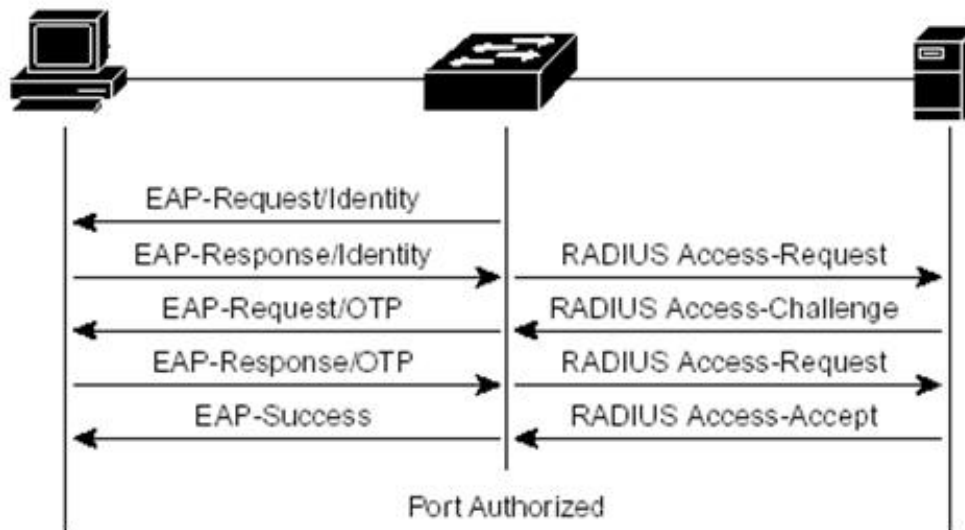 EAP-Request/Identity
EAP-Response/Identity RADIUS Access-Request
EAP-Request/OTP RADIUS Access-Challenge
EAP-Response/OTP RADIUS Access-Request
EAP-Success RADIUS Access-Accept
Port Authorized